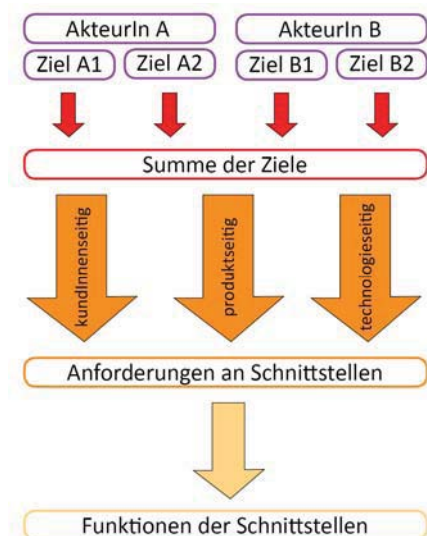 AkteurIn A
AkteurIn B
Ziel A1
Ziel A2
Ziel B1
Ziel B2
Summe der Ziele
kundInnenseitig
produktseitig
technologieseitig
Anforderungen an Schnittstellen
Funktionen der Schnittstellen